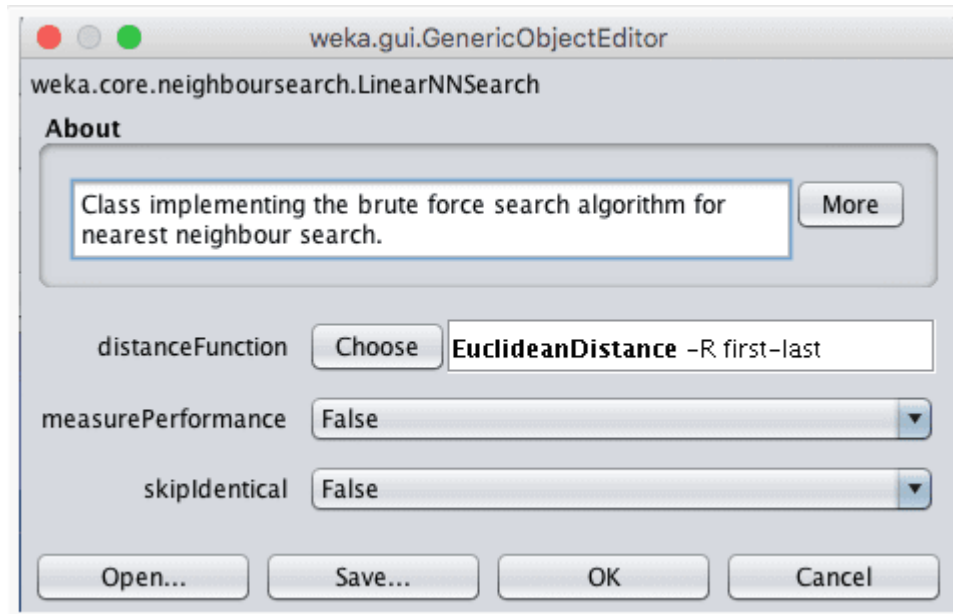 weka.gui.GenericObjectEditor
weka.core.neighboursearch.LinearNNSearch
About
Class implementing the brute force search algorithm for
nearest neighbour search.
More
distanceFunction Choose EuclideanDistance -R first-last
measurePerformance False
skipIdentical False
Open... Save... OK Cancel